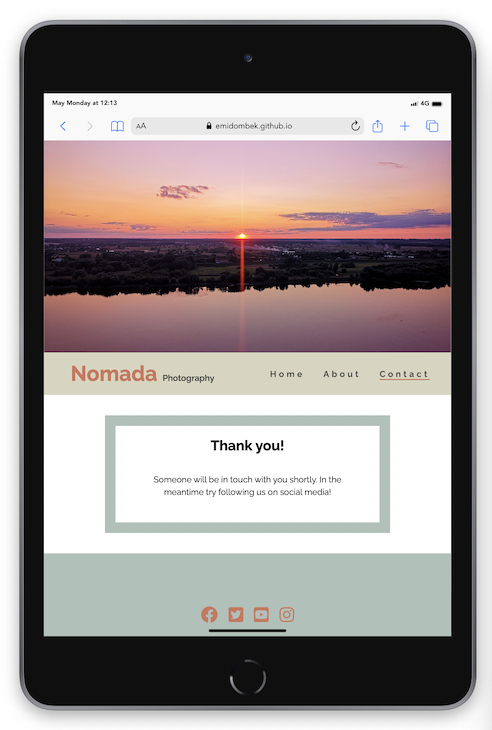 May Monday at 12:13
4G
AA
emidombek.github.io
Nomada Photography
Home About Contact
Thank you!
Someone will be in touch with you shortly. In the
meantime try following us on social media!